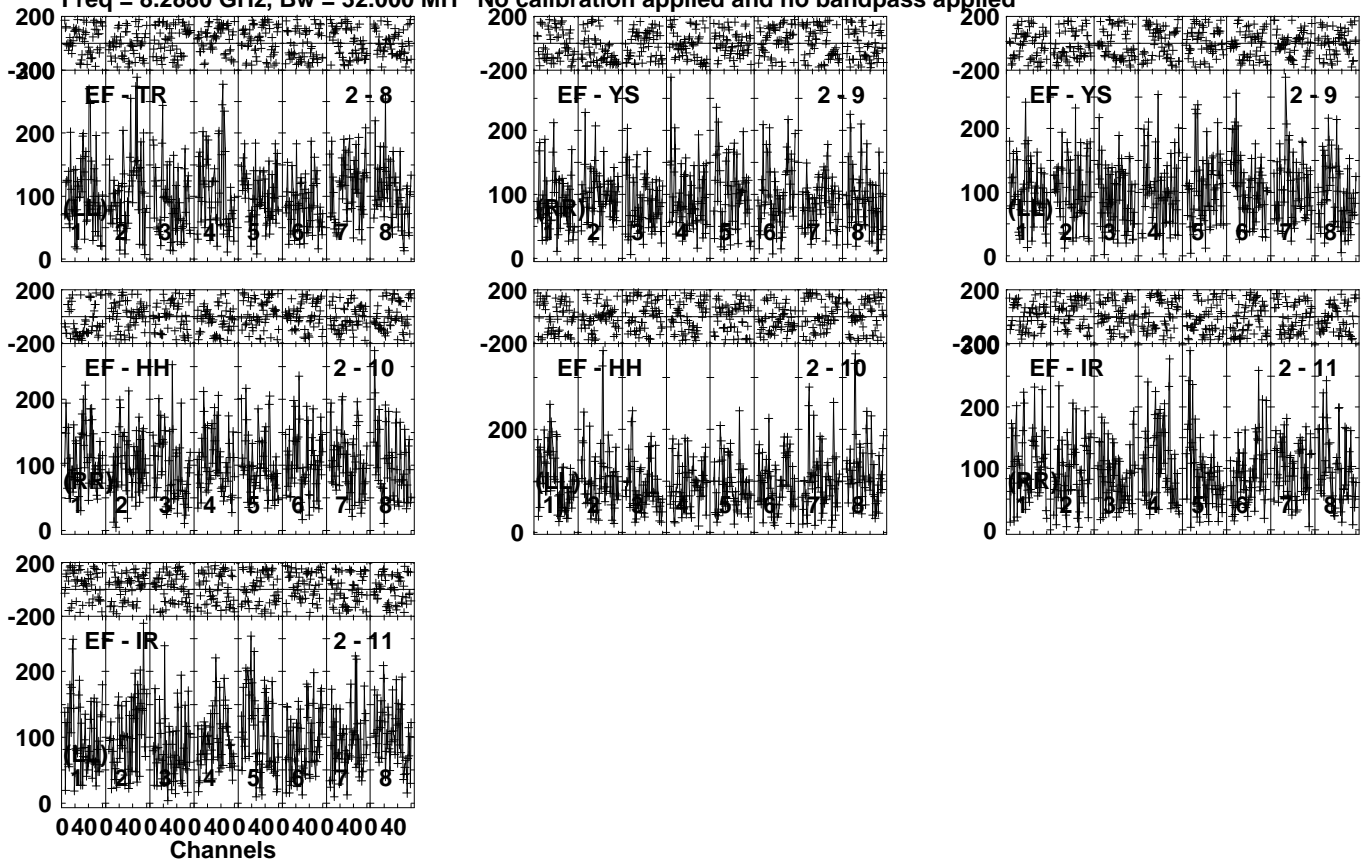 Freq = 8.2880 GHz, Bw = 32.000 MH No calibration applied and no bandpass applied
200 200 200
-200 -200 -200
300
EF - TR 2 - 8 EF - YS 2 - 9 EF - YS 2 - 9
200 200 200
100 100 100
(LL) (RR) (LL)
1 2 3 4 5 6 7 8 1 2 3 4 5 6 7 8 1 2 3 4 5 6 7 8
0 0 0
200 200 200
-200 -200 -200
300
EF - HH 2 - 10 EF - HH 2 - 10 EF - IR 2 - 11
200 200 200
100 100
(RR) (LL) (RR)
1 2 3 4 5 6 7 8 1 2 3 4 5 6 7 8 1 2 3 4 5 6 7 8
0 0 0
200
-200
EF - IR 2 - 11
200
100
(LL)
1 2 3 4 5 6 7 8
0
0 40 0 40 0 40 0 40 0 40 0 40 0 40 0 40
Channels